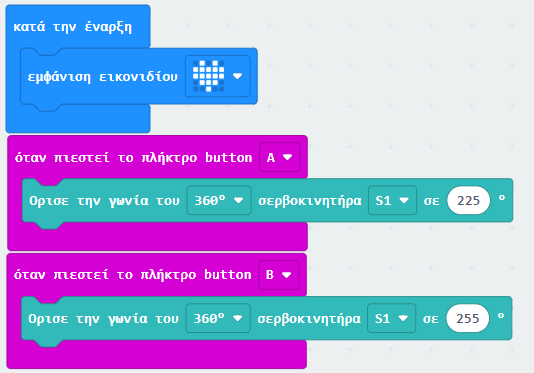 κατά την έναρξη
εμφάνιση εικονιδίου
όταν πιεστεί το πλήκτρο button A
Ορισε την γωνία του 360° σερβοκινητήρα S1 σε 225 °
όταν πιεστεί το πλήκτρο button B
Ορισε την γωνία του 360° σερβοκινητήρα S1 σε 255 °